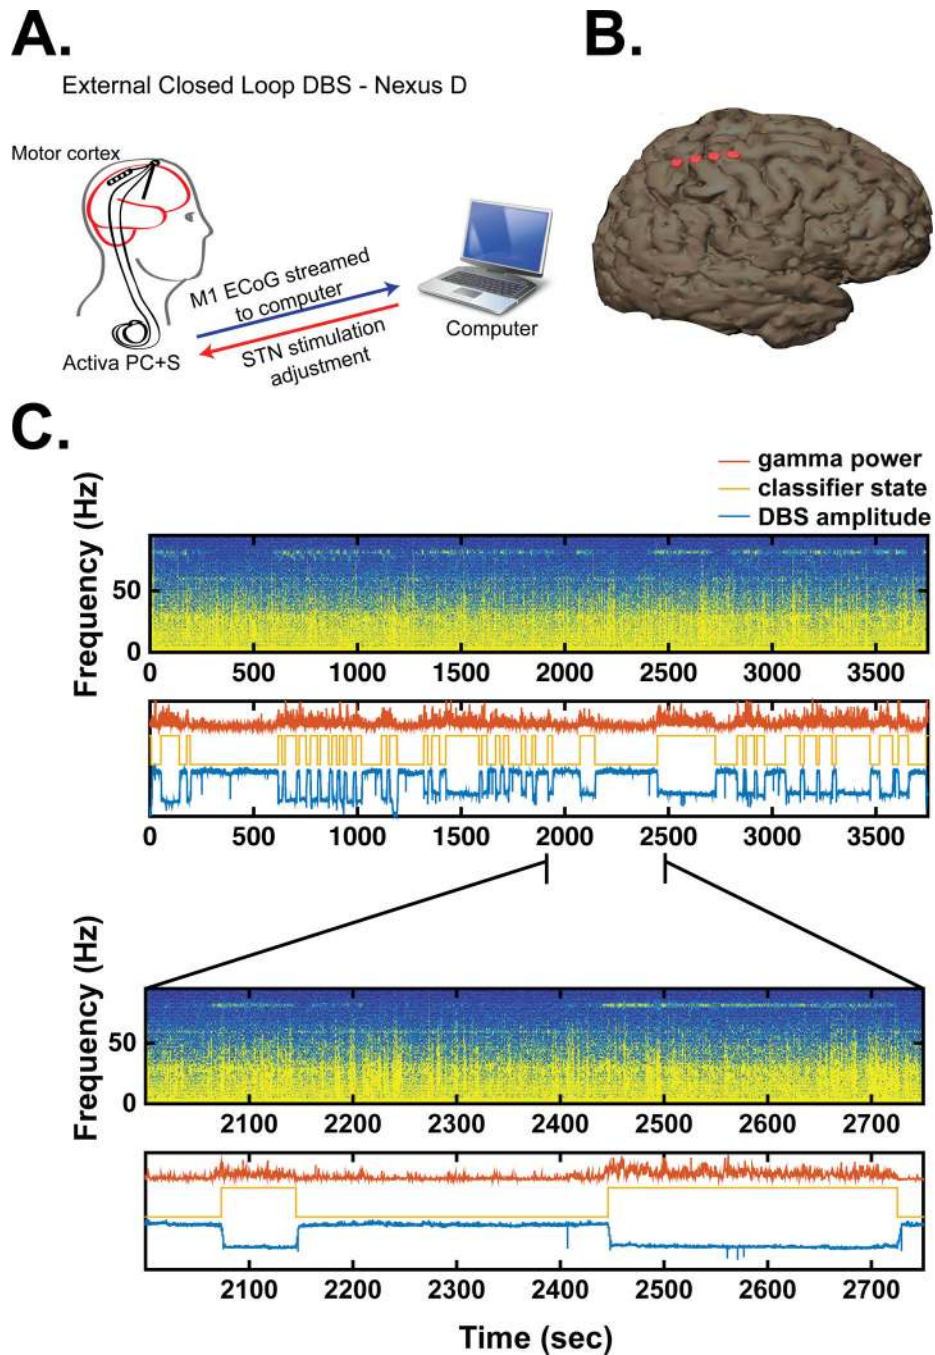 A.
External Closed Loop DBS - Nexus D
Motor cortex
M1 ECoG streamed
to computer
STN stimulation
adjustment
Activa PC+S
Computer
B.
C.
gamma power
classifier state
DBS amplitude
Frequency (Hz)
50
0
0 500 1000 1500 2000 2500 3000 3500
0 500 1000 1500 2000 2500 3000 3500
Frequency (Hz)
50
0
2100 2200 2300 2400 2500 2600 2700
2100 2200 2300 2400 2500 2600 2700
Time (sec)